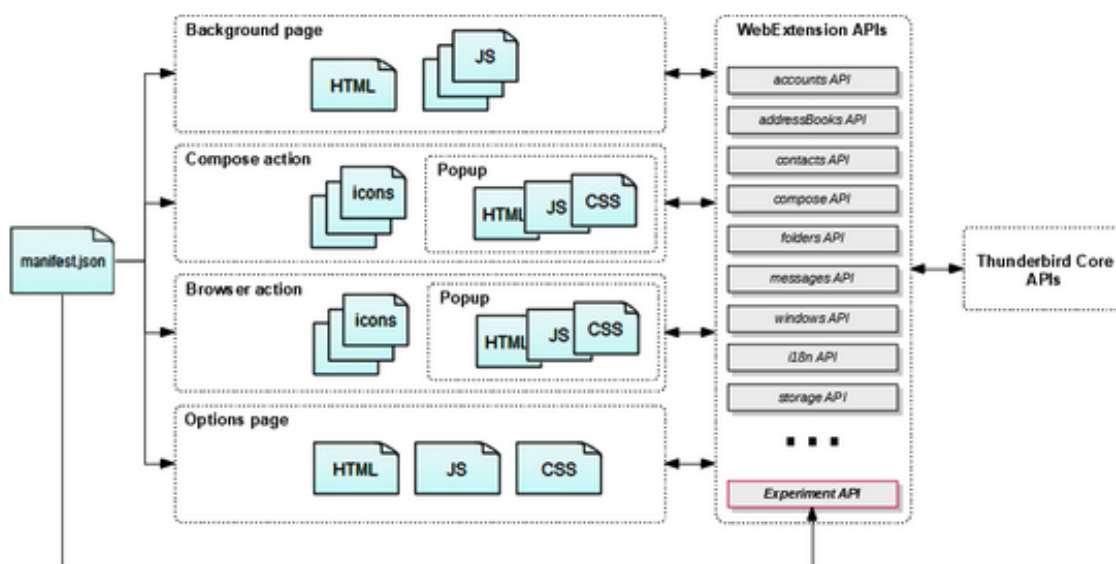 Background page
HTML
JS
Compose action
icons
Popup
HTML
JS
CSS
manifest.json
Browser action
icons
Popup
HTML
JS
CSS
Options page
HTML
JS
CSS
WebExtension APIs
accounts API
addressBooks API
contacts API
compose API
folders API
messages API
windows API
i18n API
storage API
...
Experiment API
Thunderbird Core
APIs